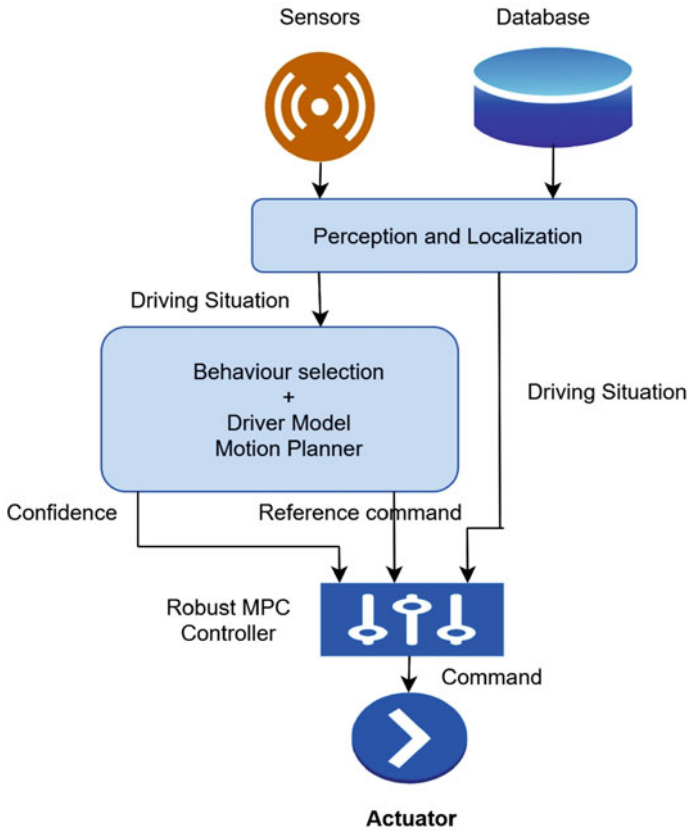 Sensors
Database
Perception and Localization
Driving Situation
Behaviour selection
+
Driver Model
Motion Planner
Driving Situation
Confidence
Reference command
Robust MPC
Controller
Command
Actuator